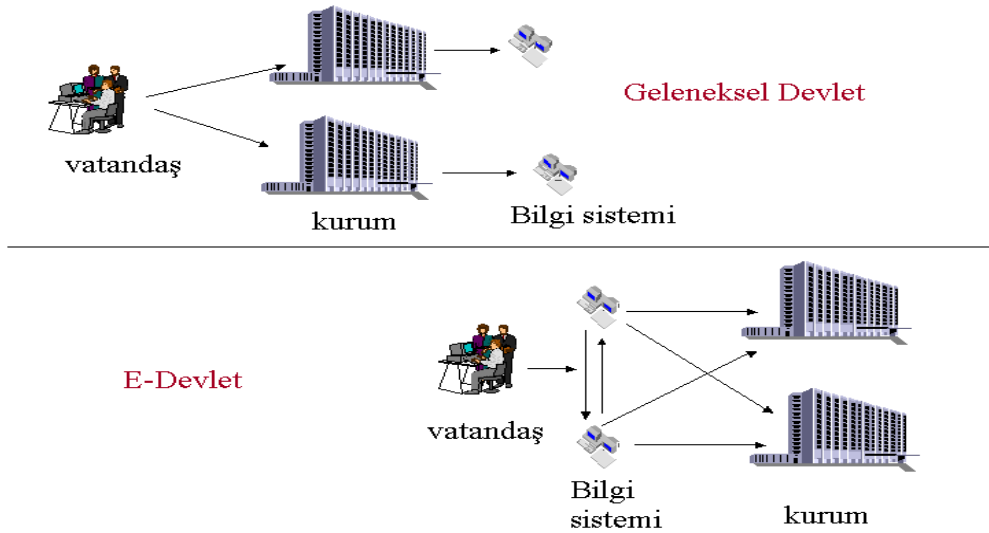 Geleneksel Devlet
vatandaş
kurum
Bilgi sistemi
E-Devlet
vatandaş
Bilgi
sistemi
kurum